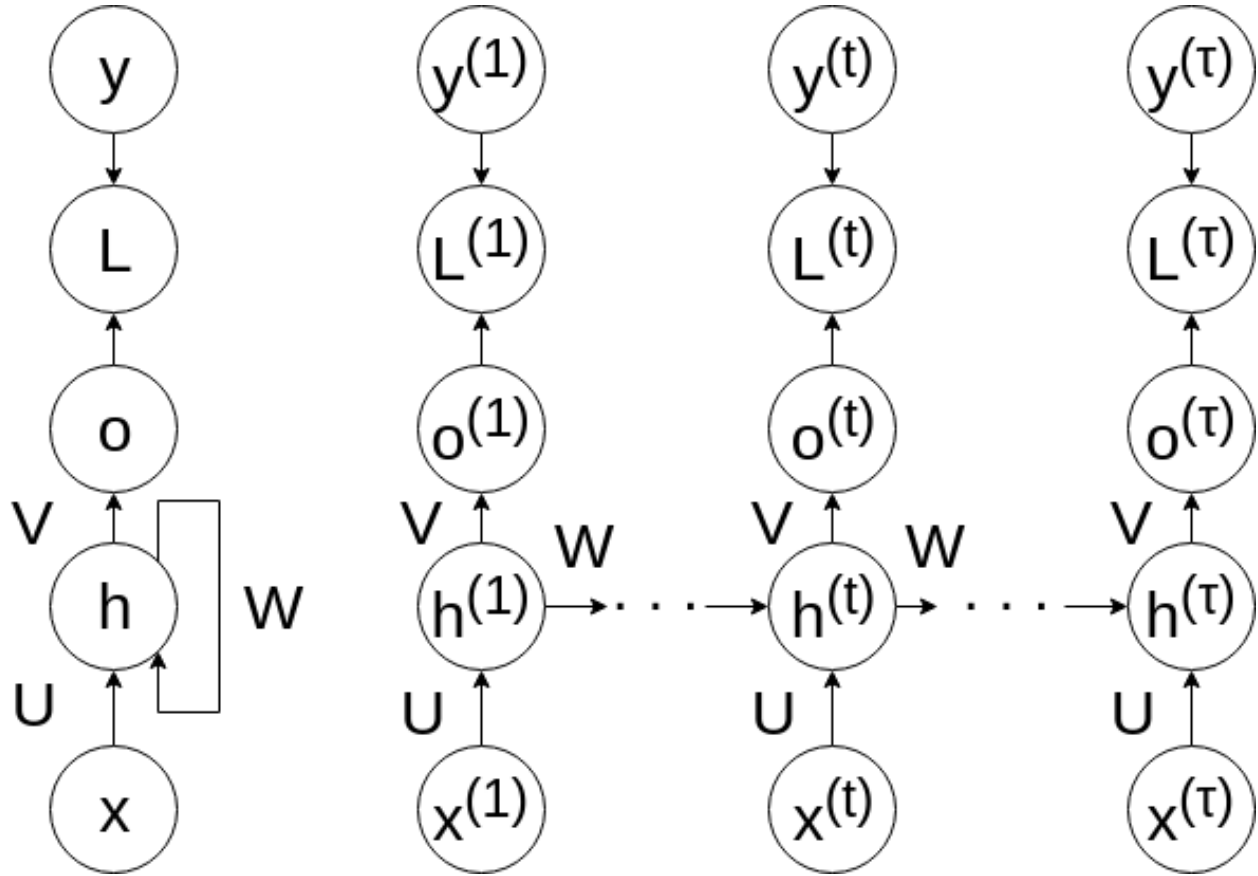 y y(1) y(t) y(τ)
L L(1) L(t) L(τ)
o o(1) o(t) o(τ)
V V V V
W W
h h(1) . . . h(t) . . . h(τ)
W
U U U U
x x(1) x(t) x(τ)